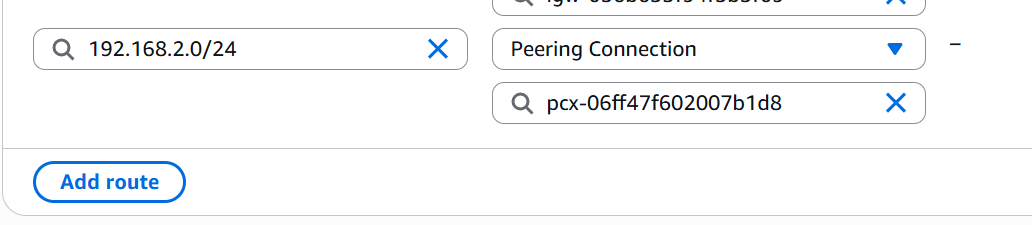 192.168.2.0/24
Peering Connection
–
pcx-06ff47f602007b1d8
Add route